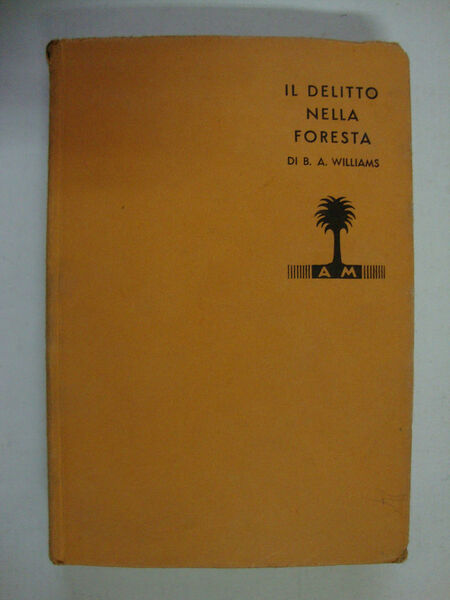 IL DELITTO
NELLA
FORESTA
DI B. A. WILLIAMS
A M